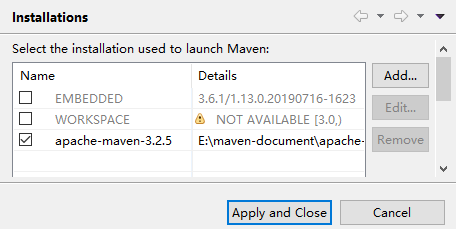 Installations
Select the installation used to launch Maven:
Name Details
EMBEDDED 3.6.1/1.13.0.20190716-1623
WORKSPACE NOT AVAILABLE [3.0,)
apache-maven-3.2.5 E:\maven-document\apache-
Add...
Edit...
Remove
Apply and Close Cancel